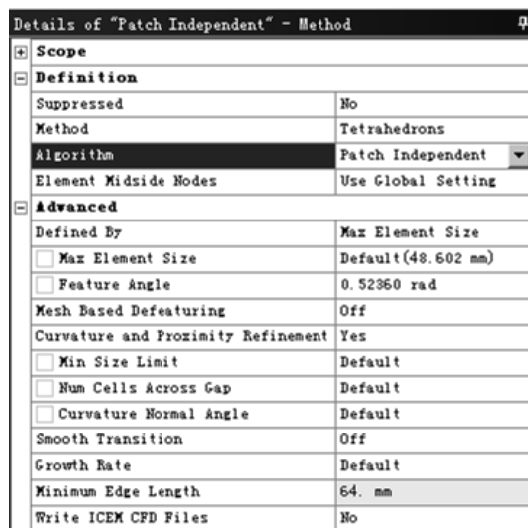 Details of "Patch Independent" - Method
Scope
Definition
Suppressed No
Method Tetrahedrons
Algorithm Patch Independent
Element Midside Nodes Use Global Setting
Advanced
Defined By Max Element Size
Max Element Size Default(48.602 mm)
Feature Angle 0.52360 rad
Mesh Based Defeaturing Off
Curvature and Proximity Refinement Yes
Min Size Limit Default
Num Cells Across Gap Default
Curvature Normal Angle Default
Smooth Transition Off
Growth Rate Default
Minimum Edge Length 64. mm
Write ICEM CFD Files No